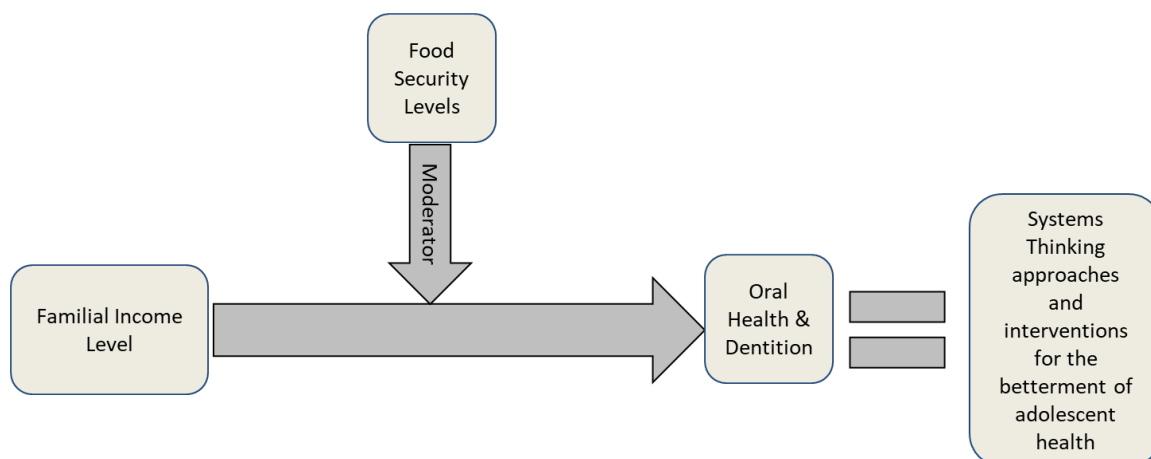 Food
Security
Levels
Moderator
Familial Income
Level
Oral
Health &
Dentition
Systems
Thinking
approaches
and
interventions
for the
betterment of
adolescent
health